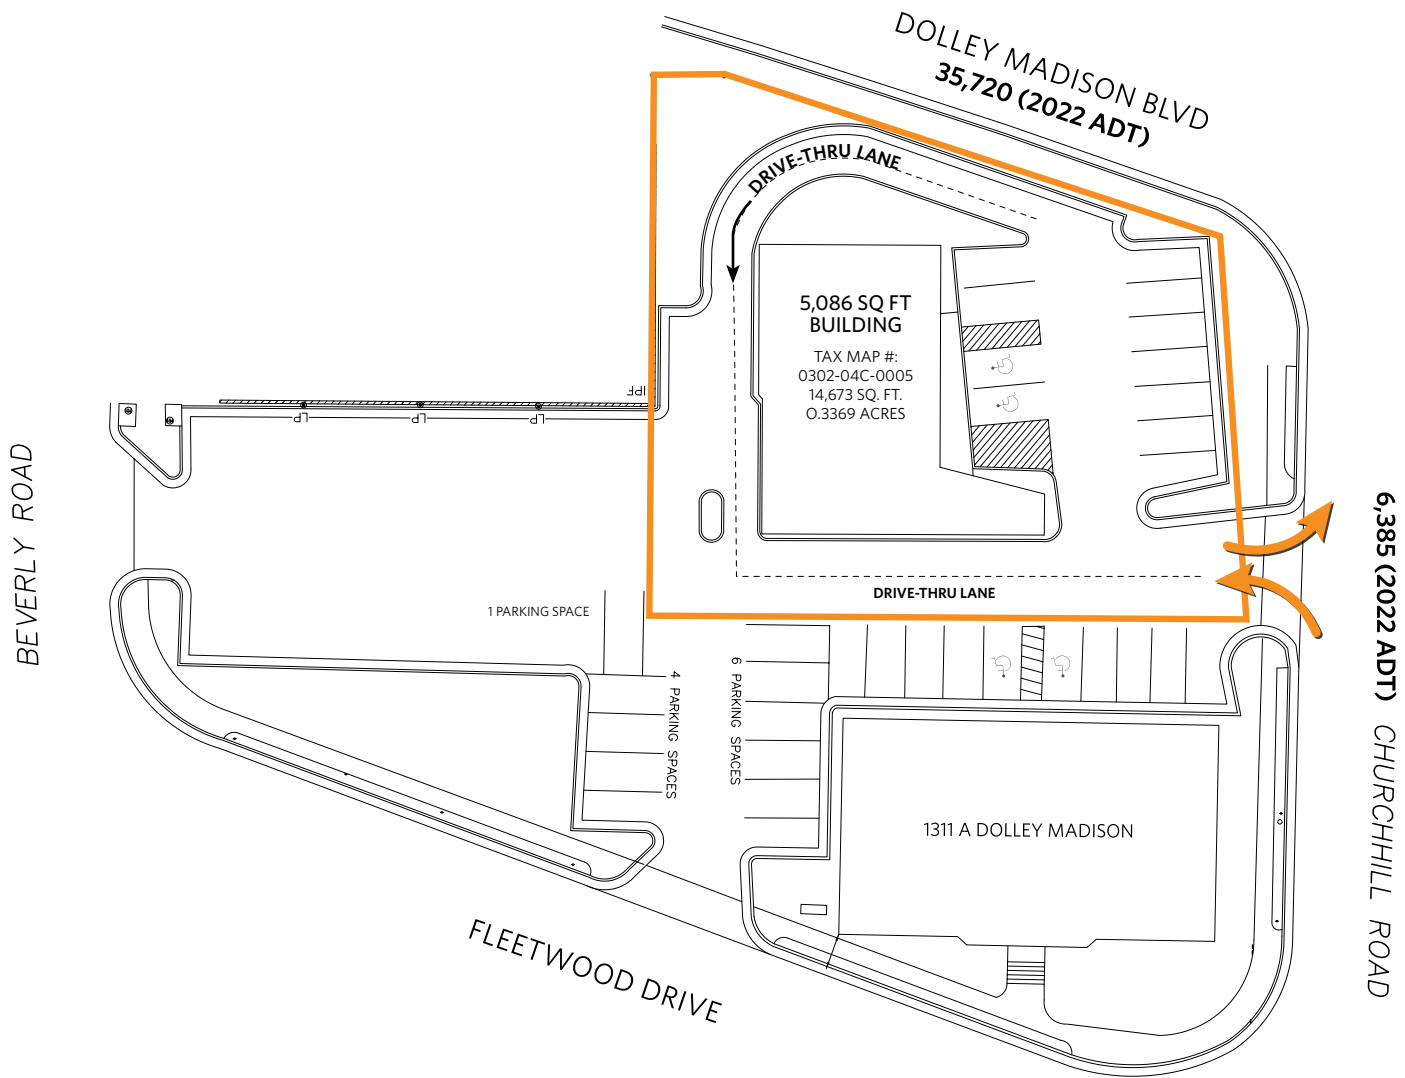 DOLLEY MADISON BLVD
35,720 (2022 ADT)
DRIVE-THRU LANE
5,086 SQ FT
BUILDING
TAX MAP #:
0302-04C-0005
14,673 SQ. FT.
0.3369 ACRES
IPF
LP
LP
LP
BEVERLY ROAD
6,385 (2022 ADT) CHURCHHILL ROAD
DRIVE-THRU LANE
1 PARKING SPACE
4 PARKING SPACES
6 PARKING SPACES
1311 A DOLLEY MADISON
FLEETWOOD DRIVE